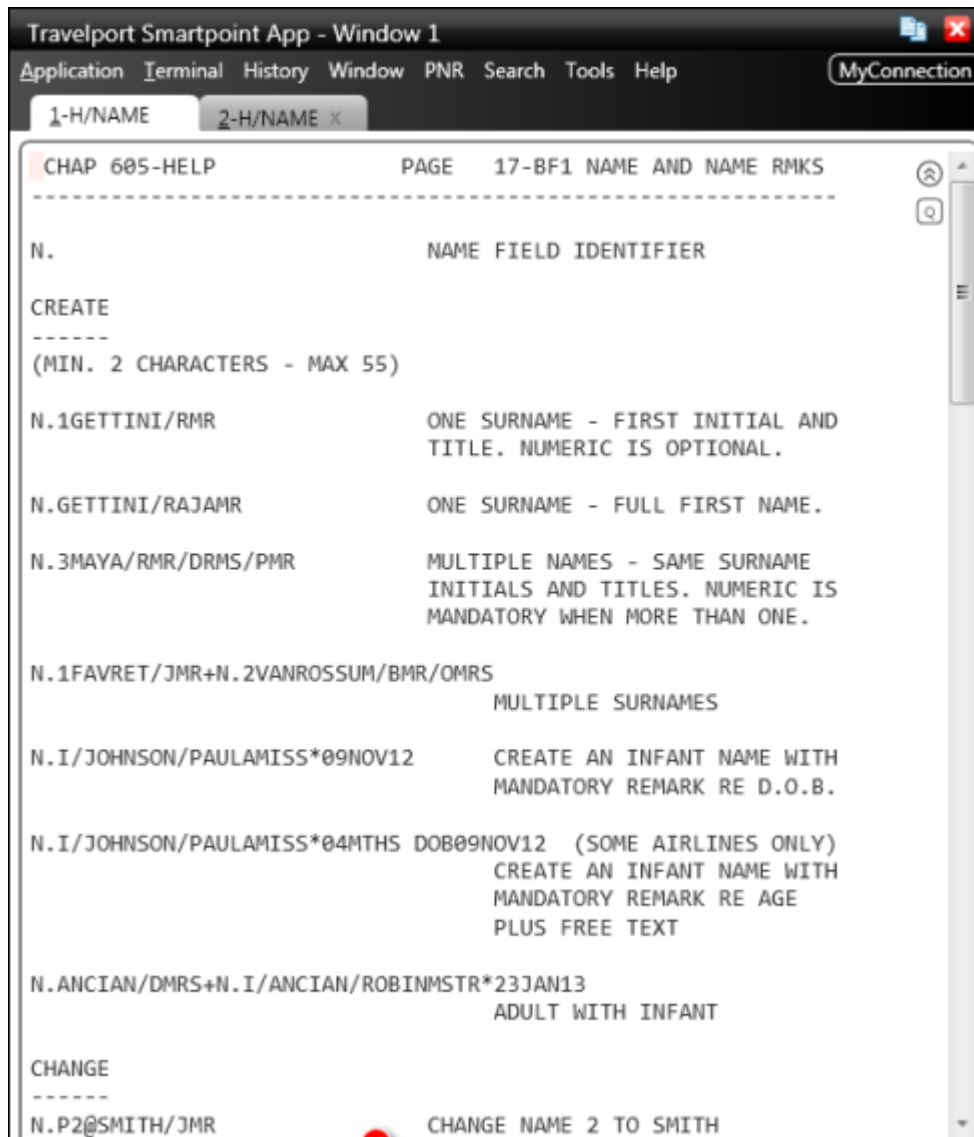 Travelport Smartpoint App - Window 1
Application Terminal History Window PNR Search Tools Help MyConnection
1-H/NAME 2-H/NAME X
CHAP 605-HELP PAGE 17-BF1 NAME AND NAME RMKS
--------------------------------------------------------------
Q
N. NAME FIELD IDENTIFIER
CREATE
------
(MIN. 2 CHARACTERS - MAX 55)
N.1GETTINI/RMR ONE SURNAME - FIRST INITIAL AND
TITLE. NUMERIC IS OPTIONAL.
N.GETTINI/RAJAMR ONE SURNAME - FULL FIRST NAME.
N.3MAYA/RMR/DRMS/PMR MULTIPLE NAMES - SAME SURNAME
INITIALS AND TITLES. NUMERIC IS
MANDATORY WHEN MORE THAN ONE.
N.1FAVRET/JMR+N.2VANROSSUM/BMR/OMRS
MULTIPLE SURNAMES
N.I/JOHNSON/PAULAMISS*09NOV12 CREATE AN INFANT NAME WITH
MANDATORY REMARK RE D.O.B.
N.I/JOHNSON/PAULAMISS*04MTHS DOB09NOV12 (SOME AIRLINES ONLY)
CREATE AN INFANT NAME WITH
MANDATORY REMARK RE AGE
PLUS FREE TEXT
N.ANCIAN/DMRS+N.I/ANCIAN/ROBINMSTR*23JAN13
ADULT WITH INFANT
CHANGE
------
N.P2@SMITH/JMR CHANGE NAME 2 TO SMITH